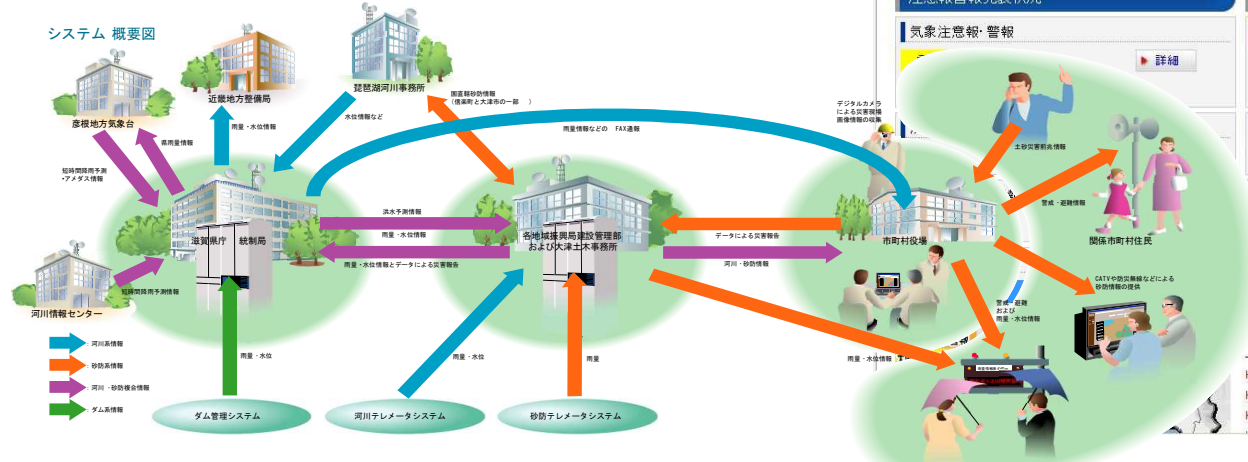 システム 概要図
注意報警報発表状況
気象注意報・警報
詳細
近畿地方整備局
琵琶湖河川事務所
彦根地方気象台
国直轄砂防情報
(信楽町と大津市の一部 )
デジタルカメラ
による災害現場
画像情報の収集
雨量・水位情報
水位情報など
雨量情報などの FAX通報
県雨量情報
土砂災害前兆情報
短時間降雨予測
・アメダス情報
洪水予測情報
雨量・水位情報
警戒・避難情報
滋賀県庁 統制局
各地域振興局建設管理部
および大津土木事務所
データによる災害報告
市町村役場
関係市町村住民
雨量・水位情報とデータによる災害報告
河川・砂防情報
短時間降雨予測情報
河川情報センター
CATVや防災無線などによる
砂防情報の提供
警戒・避難
および
雨量・水位情報
河川系情報
砂防系情報
河川・砂防複合情報
ダム系情報
雨量・水位
雨量・水位
雨量
雨量・水位情報
ダム管理システム
河川テレメータシステム
砂防テレメータシステム